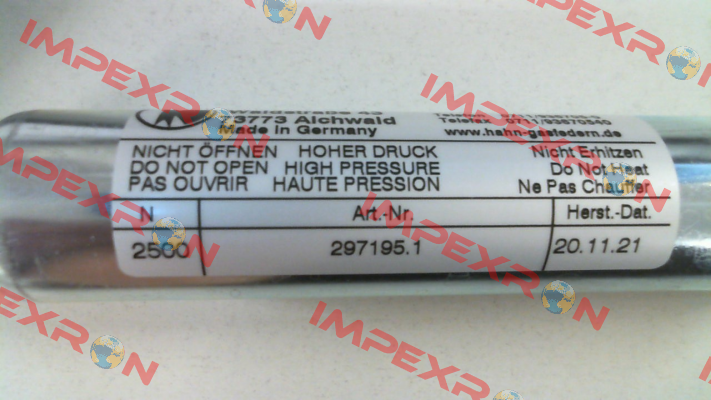 IMPEXRON
Waldstraße
73773 Aichwald
Made in Germany
Telefax
www.hahn-gasfedern.de
NICHT ÖFFNEN HOHER DRUCK Nicht Erhitzen
DO NOT OPEN HIGH PRESSURE Do Not Heat
PAS OUVRIR HAUTE PRESSION Ne Pas Chauffer
N Art.-Nr. Herst.-Dat.
2500 297195.1 20.11.21
IMPEXRON
IMPEXRON
IMPEXRON